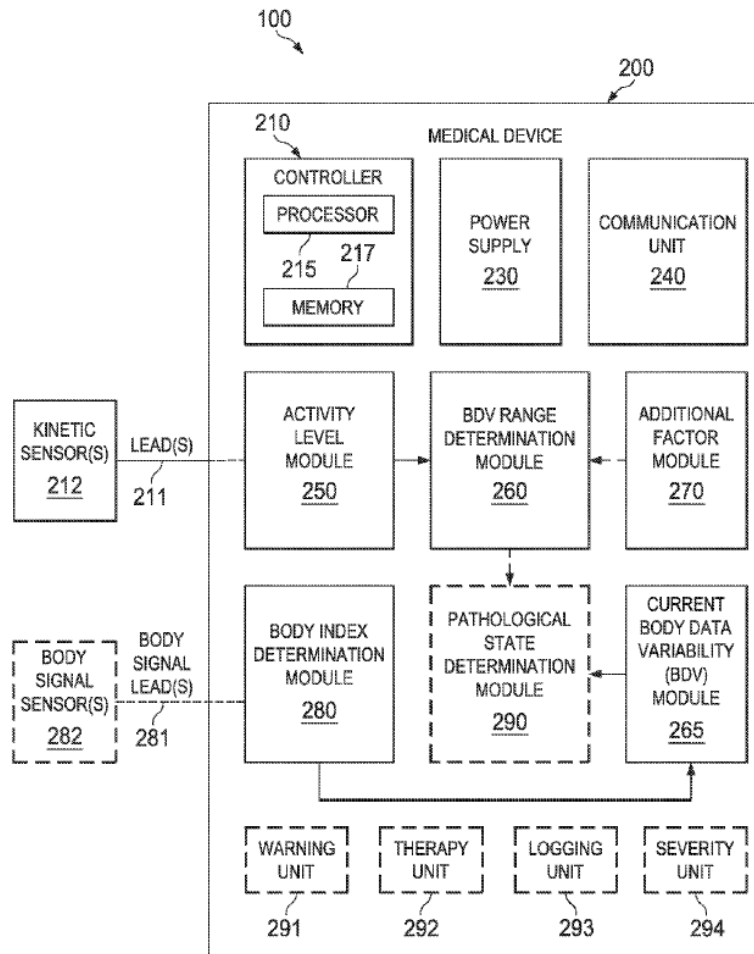 100
200
MEDICAL DEVICE
210
CONTROLLER
PROCESSOR
215
217
MEMORY
POWER
SUPPLY
230
COMMUNICATION
UNIT
240
KINETIC
SENSOR(S)
212
LEAD(S)
211
ACTIVITY
LEVEL
MODULE
250
BDV RANGE
DETERMINATION
MODULE
260
ADDITIONAL
FACTOR
MODULE
270
BODY
SIGNAL
SENSOR(S)
282
BODY
SIGNAL
LEAD(S)
281
BODY INDEX
DETERMINATION
MODULE
280
PATHOLOGICAL
STATE
DETERMINATION
MODULE
290
CURRENT
BODY DATA
VARIABILITY
(BDV)
MODULE
265
WARNING
UNIT
291
THERAPY
UNIT
292
LOGGING
UNIT
293
SEVERITY
UNIT
294